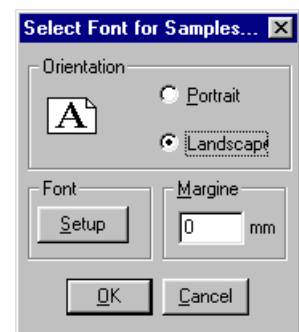 Select Font for Samples...
Orientation
A
Portrait
Landscape
Font
Margine
Setup
0 mm
OK
Cancel